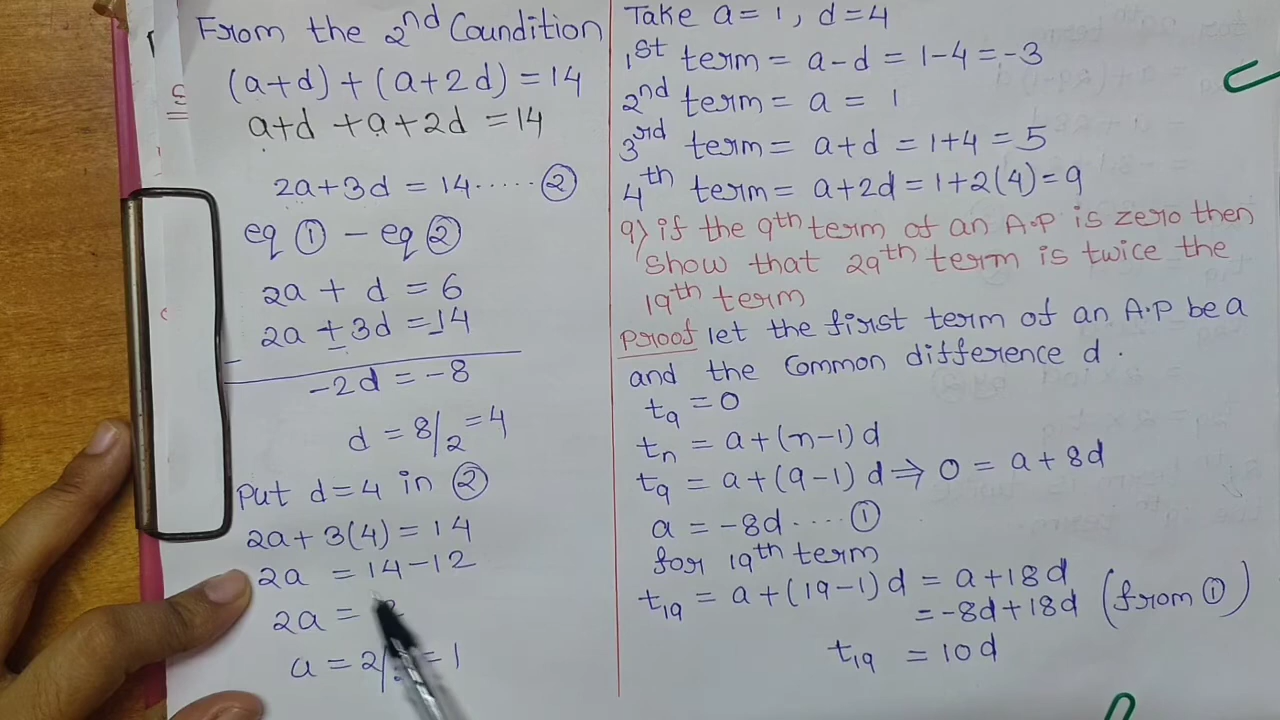 From the 2nd Coundition
(a+d)+(a+2d)=14
a+d+a+2d=14
2a+3d=14.....②
eq ① - eq ②
2a + d = 6
2a + 3d = 14
-
-2d = -8
d = 8/2 = 4
Put d=4 in ②
2a+3(4)=14
2a = 14-12
2a =
a = 2/ = 1
Take a=1, d=4
1st term = a-d = 1-4 = -3
2nd term = a = 1
3rd term = a+d = 1+4 = 5
4th term = a+2d = 1+2(4)=9
9) if the 9th term of an A.P is zero then
show that 29th term is twice the
19th term
Proof let the first term of an A.P be a
and the Common difference d.
t9 = 0
tn = a+(n-1)d
t9 = a+(9-1)d ⇒ 0 = a+8d
a = -8d....①
for 19th term
t19 = a+(19-1)d = a+18d
= -8d+18d (from ①)
t19 = 10d